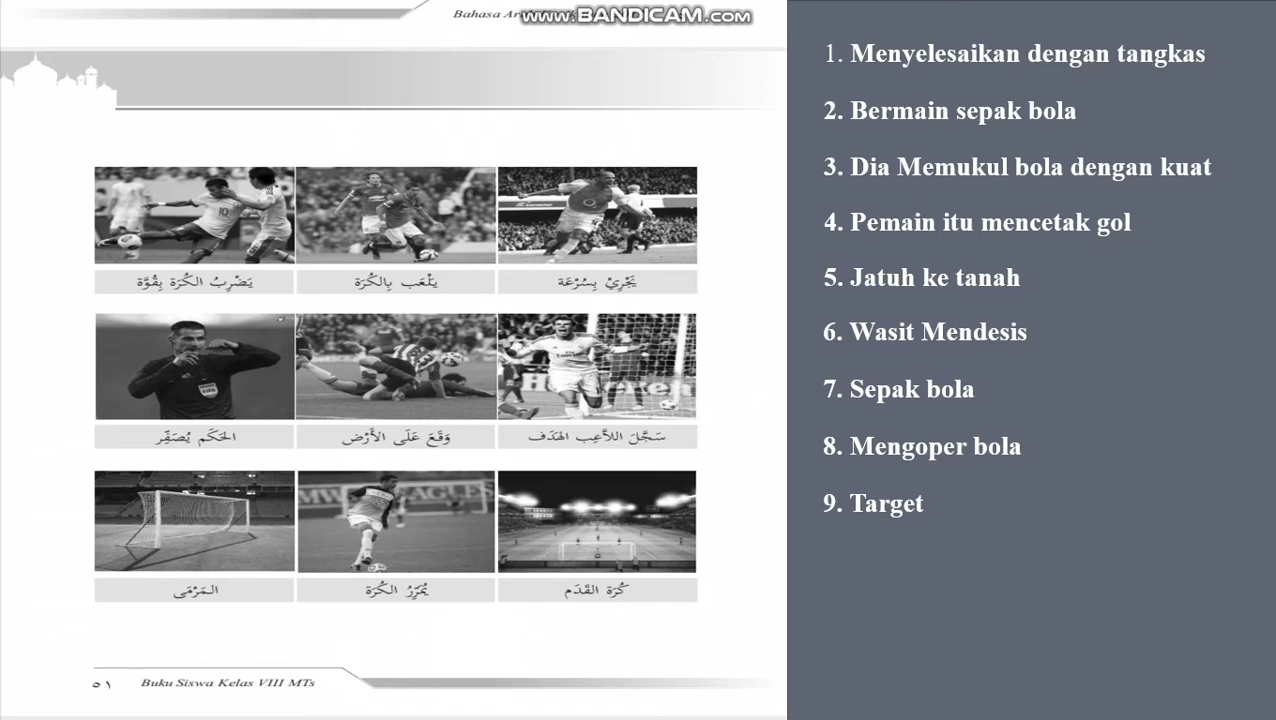 Bahasa Ar
www.BANDICAM.com
يَجْرِيْ بِسُرْعَة
يَلْعَب بِالكُرَة
يَضْرِبُ الكُرَة بِقُوَّة
سَجَّلَ اللاَّعِب الهَدَف
وَقَعَ عَلَى الأَرْض
الحَكَم يُصَفِّر
كُرَة القَدَم
يُمَرِّرُ الكُرَة
المَرْمَى
٥١
Buku Siswa Kelas VIII MTs
1. Menyelesaikan dengan tangkas
2. Bermain sepak bola
3. Dia Memukul bola dengan kuat
4. Pemain itu mencetak gol
5. Jatuh ke tanah
6. Wasit Mendesis
7. Sepak bola
8. Mengoper bola
9. Target